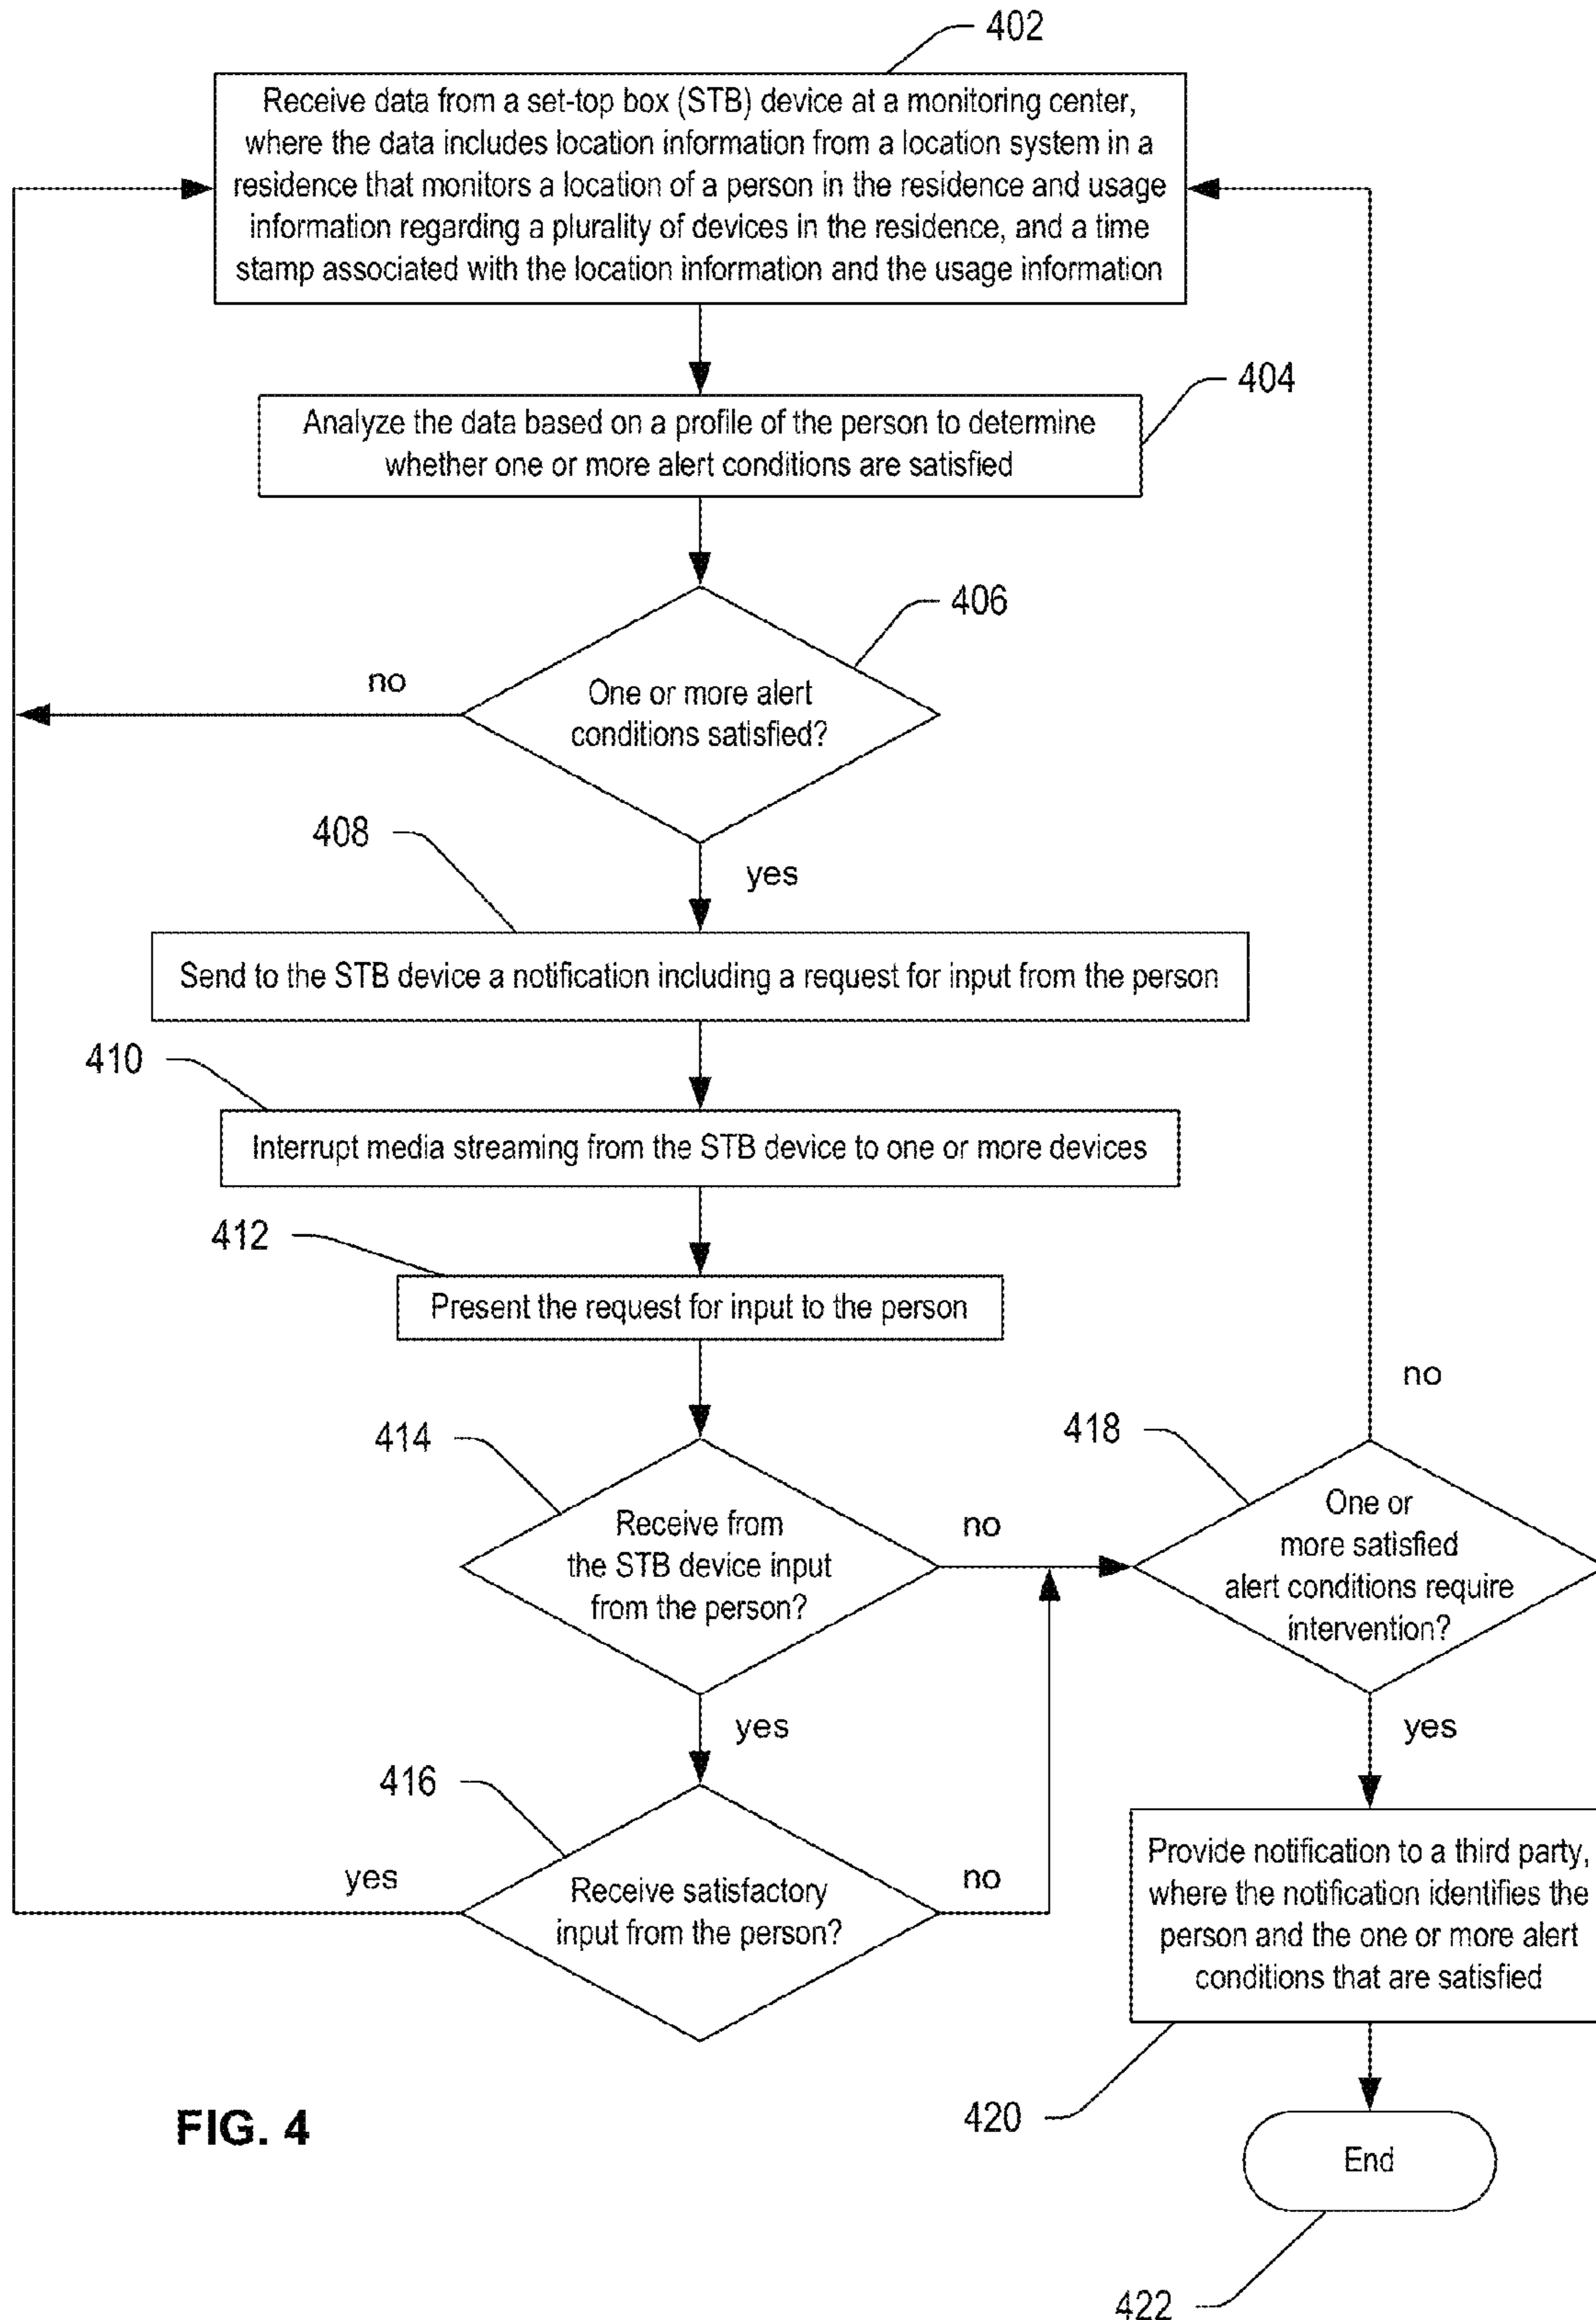 402
Receive data from a set-top box (STB) device at a monitoring center,
where the data includes location information from a location system in a
residence that monitors a location of a person in the residence and usage
information regarding a plurality of devices in the residence, and a time
stamp associated with the location information and the usage information
404
Analyze the data based on a profile of the person to determine
whether one or more alert conditions are satisfied
406
no
One or more alert
conditions satisfied?
408
yes
Send to the STB device a notification including a request for input from the person
410
Interrupt media streaming from the STB device to one or more devices
412
Present the request for input to the person
no
414
418
Receive from
the STB device input
from the person?
no
One or
more satisfied
alert conditions require
intervention?
yes
yes
416
yes
Receive satisfactory
input from the person?
no
Provide notification to a third party,
where the notification identifies the
person and the one or more alert
conditions that are satisfied
420
FIG. 4
End
422